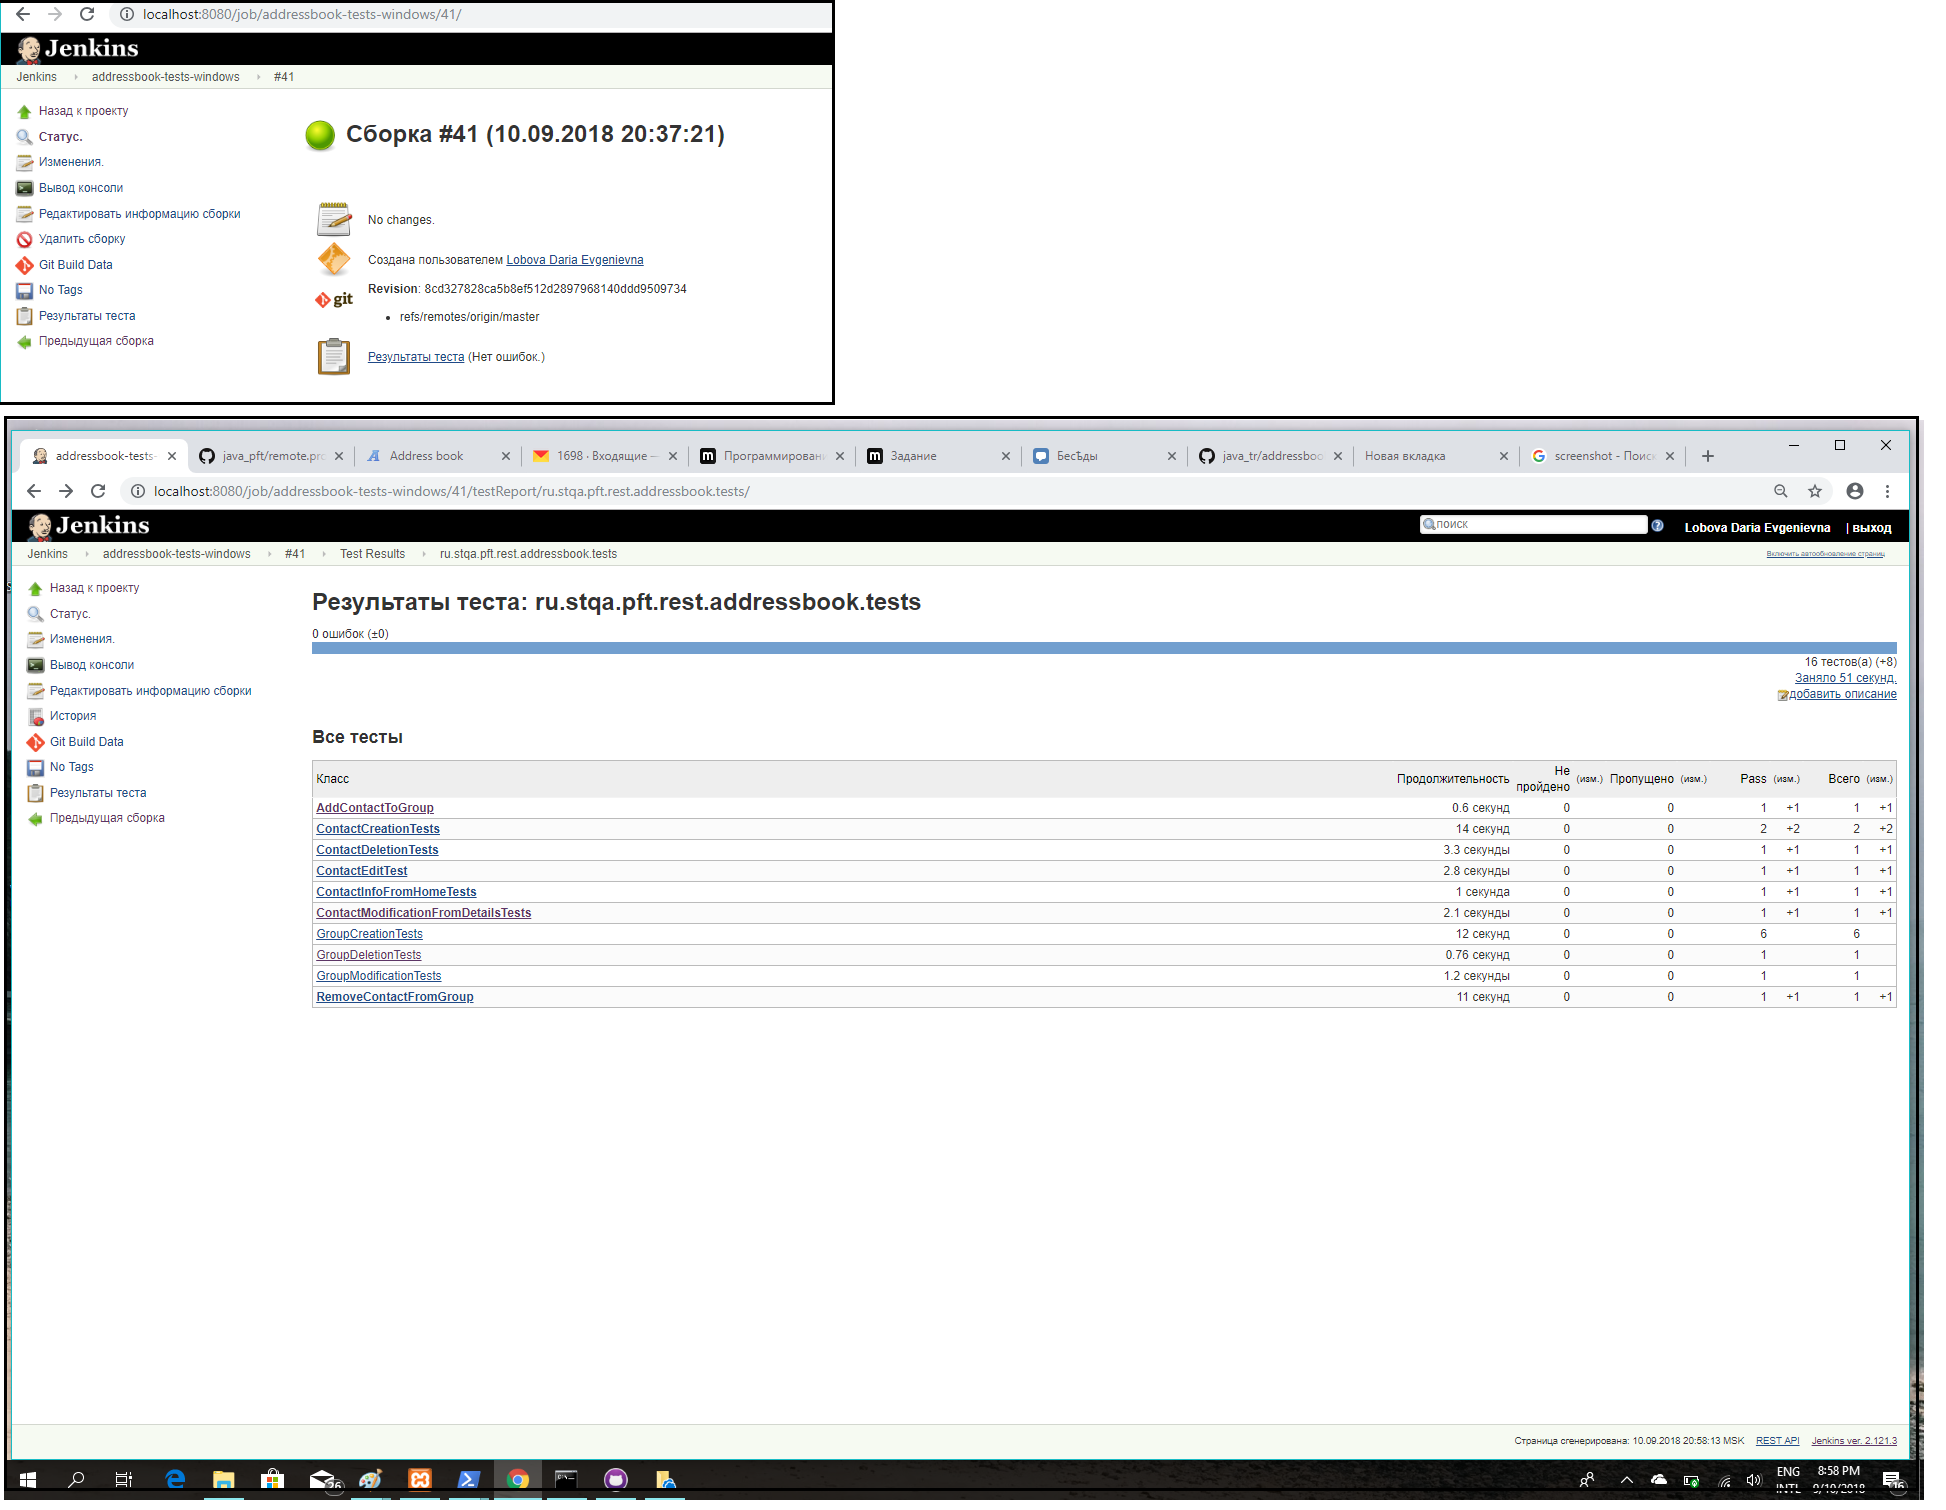 localhost:8080/job/addressbook-tests-windows/41/
Jenkins
Jenkins addressbook-tests-windows #41
Назад к проекту
Статус.
Изменения.
Вывод консоли
Редактировать информацию сборки
Удалить сборку
Git Build Data
No Tags
Результаты теста
Предыдущая сборка
Сборка #41 (10.09.2018 20:37:21)
No changes.
Создана пользователем Lobova Daria Evgenievna
git
Revision: 8cd327828ca5b8ef512d2897968140ddd9509734
refs/remotes/origin/master
Результаты теста (Нет ошибок.)
addressbook-tests- java_pft/remote.pro Address book 1698 · Входящие — Программирован Задание БесѢды java_tr/addressboo Новая вкладка screenshot - Поиск
localhost:8080/job/addressbook-tests-windows/41/testReport/ru.stqa.pft.rest.addressbook.tests/
Jenkins поиск Lobova Daria Evgenievna | выход
Jenkins addressbook-tests-windows #41 Test Results ru.stqa.pft.rest.addressbook.tests Включить автообновление страниц
Назад к проекту
Статус.
Изменения.
Вывод консоли
Редактировать информацию сборки
История
Git Build Data
No Tags
Результаты теста
Предыдущая сборка
Результаты теста: ru.stqa.pft.rest.addressbook.tests
0 ошибок (±0)
16 тестов(а) (+8)
Заняло 51 секунд.
добавить описание
Все тесты
Класс Продолжительность Не пройдено (изм.) Пропущено (изм.) Pass (изм.) Всего (изм.)
AddContactToGroup 0.6 секунд 0 0 1 +1 1 +1
ContactCreationTests 14 секунд 0 0 2 +2 2 +2
ContactDeletionTests 3.3 секунды 0 0 1 +1 1 +1
ContactEditTest 2.8 секунды 0 0 1 +1 1 +1
ContactInfoFromHomeTests 1 секунда 0 0 1 +1 1 +1
ContactModificationFromDetailsTests 2.1 секунды 0 0 1 +1 1 +1
GroupCreationTests 12 секунд 0 0 6 6
GroupDeletionTests 0.76 секунд 0 0 1 1
GroupModificationTests 1.2 секунды 0 0 1 1
RemoveContactFromGroup 11 секунд 0 0 1 +1 1 +1
Страница сгенерирована: 10.09.2018 20:58:13 MSK REST API Jenkins ver. 2.121.3
26 ENG 8:58 PM
INTL 9/10/2018 16